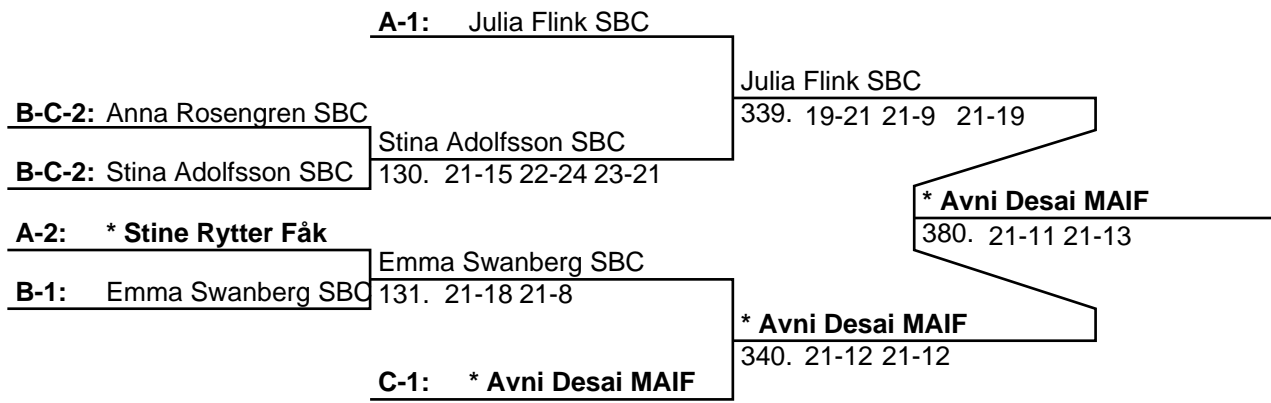 A-1: Julia Flink SBC
Julia Flink SBC
B-C-2: Anna Rosengren SBC
339. 19-21 21-9 21-19
Stina Adolfsson SBC
B-C-2: Stina Adolfsson SBC
130. 21-15 22-24 23-21
* Avni Desai MAIF
A-2: * Stine Rytter Fåk
380. 21-11 21-13
Emma Swanberg SBC
B-1: Emma Swanberg SBC
131. 21-18 21-8
* Avni Desai MAIF
340. 21-12 21-12
C-1: * Avni Desai MAIF